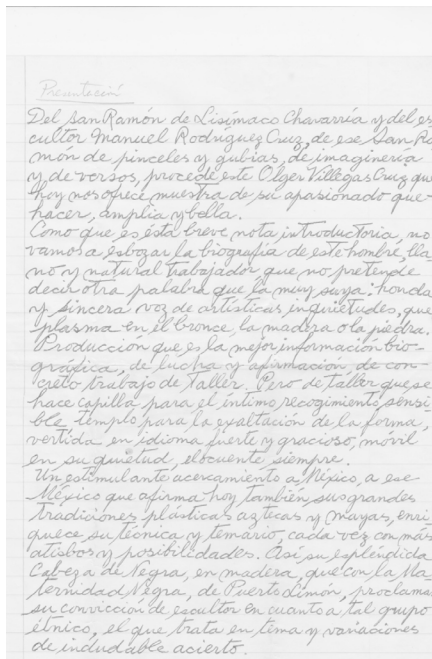 Presentación
Del San Ramón de Lisímaco Chavarría y del es
cultor Manuel Rodríguez Cruz, de ese San Ra
món de pinceles y gubias, de imaginería
y de versos, procede este Olger Villegas Cruz que
hoy nos ofrece muestra de su apasionado que-
hacer, amplia y bella.
Como que es ésta breve nota introductoria, no
vamos a esbozar la biografía de este hombre, lla
no y natural trabajador que no pretende
decir otra palabra que la muy suya: honda
y sincera voz de artísticas inquietudes, que
plasma en el bronce, la madera o la piedra.
Producción que es la mejor información bio-
gráfica, de lucha y afirmación, de con-
creto trabajo de Taller. Pero de taller que se
hace capilla para el íntimo recogimiento sensi
ble, templo para la exaltación de la forma,
vertida en idioma fuerte y gracioso, móvil
en su quietud, elocuente siempre.
Un estimulante acercamiento a México, a ese
México que afirma hoy también, sus grandes
tradiciones plásticas aztecas y mayas, enri
quece su técnica y temario, cada vez con más
atisbos y posibilidades. Así, su espléndida
Cabeza de Negra, en madera, que con la Ma
ternidad Negra, de Puerto Limón, proclaman
su convicción de escultor en cuanto a tal grupo
étnico, el que trata en tema y variaciones
de indudable acierto.